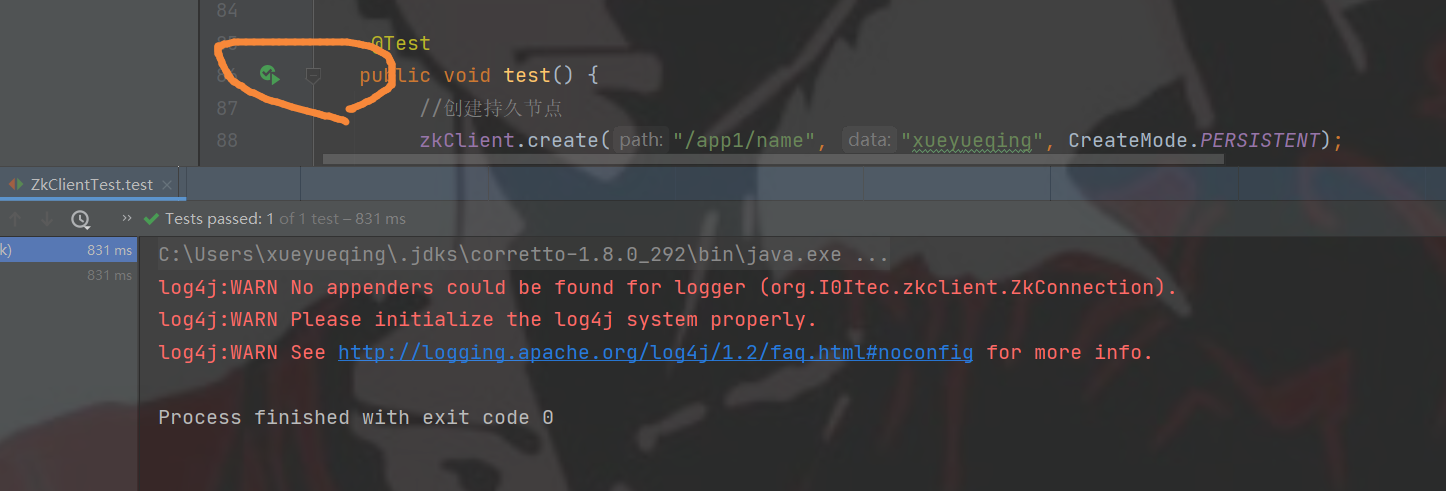 84
85 @Test
86 public void test() {
87 //创建持久节点
88 zkClient.create( path: "/app1/name", data: "xueyueqing", CreateMode.PERSISTENT);
ZkClientTest.test ×
›› Tests passed: 1 of 1 test – 831 ms
k) 831 ms
831 ms
C:\Users\xueyueqing\.jdks\corretto-1.8.0_292\bin\java.exe ...
log4j:WARN No appenders could be found for logger (org.I0Itec.zkclient.ZkConnection).
log4j:WARN Please initialize the log4j system properly.
log4j:WARN See http://logging.apache.org/log4j/1.2/faq.html#noconfig for more info.
Process finished with exit code 0